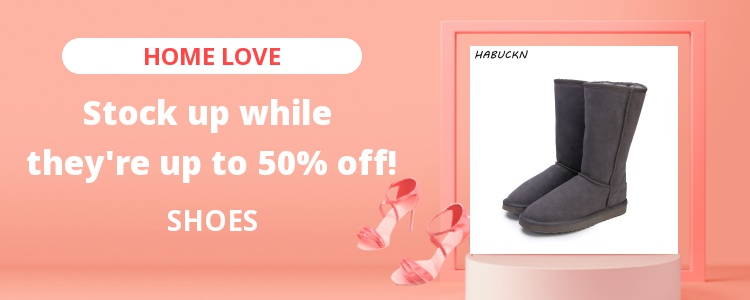 HOME LOVE
Stock up while
they're up to 50% off!
SHOES
HABUCKN